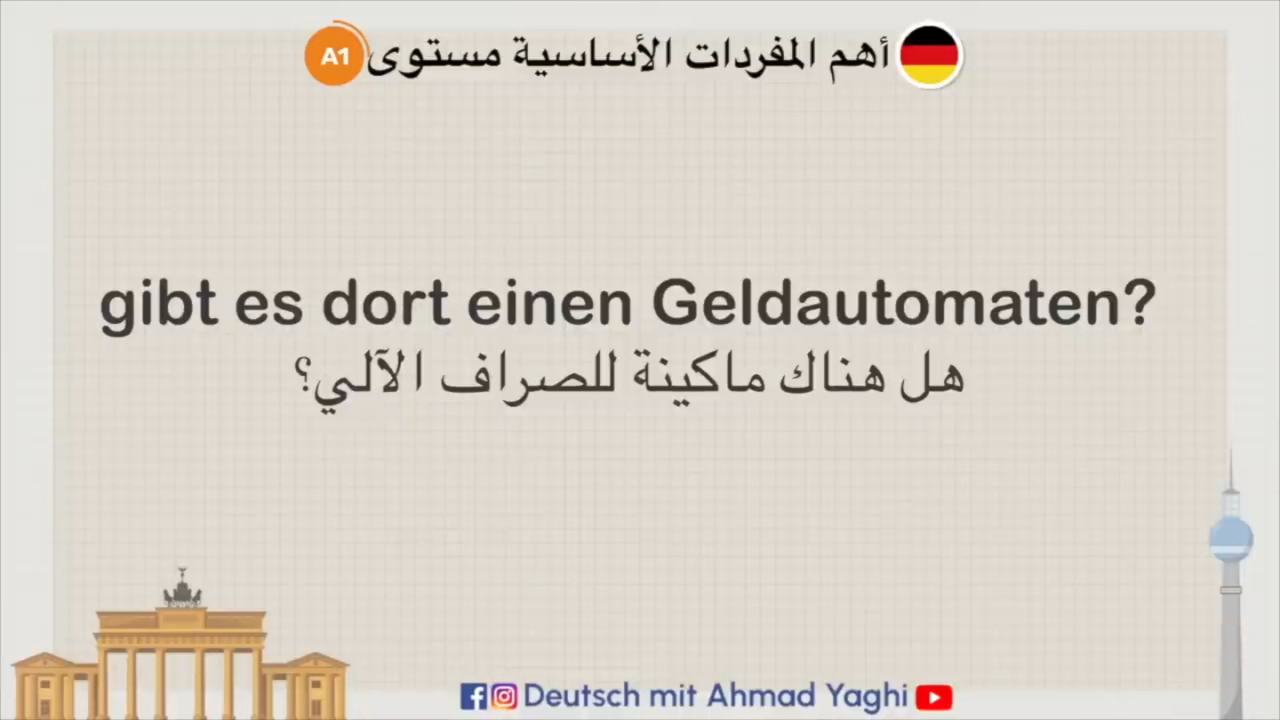 أهم المفردات الأساسية مستوى A1
gibt es dort einen Geldautomaten?
هل هناك ماكينة للصراف الآلي؟
Deutsch mit Ahmad Yaghi